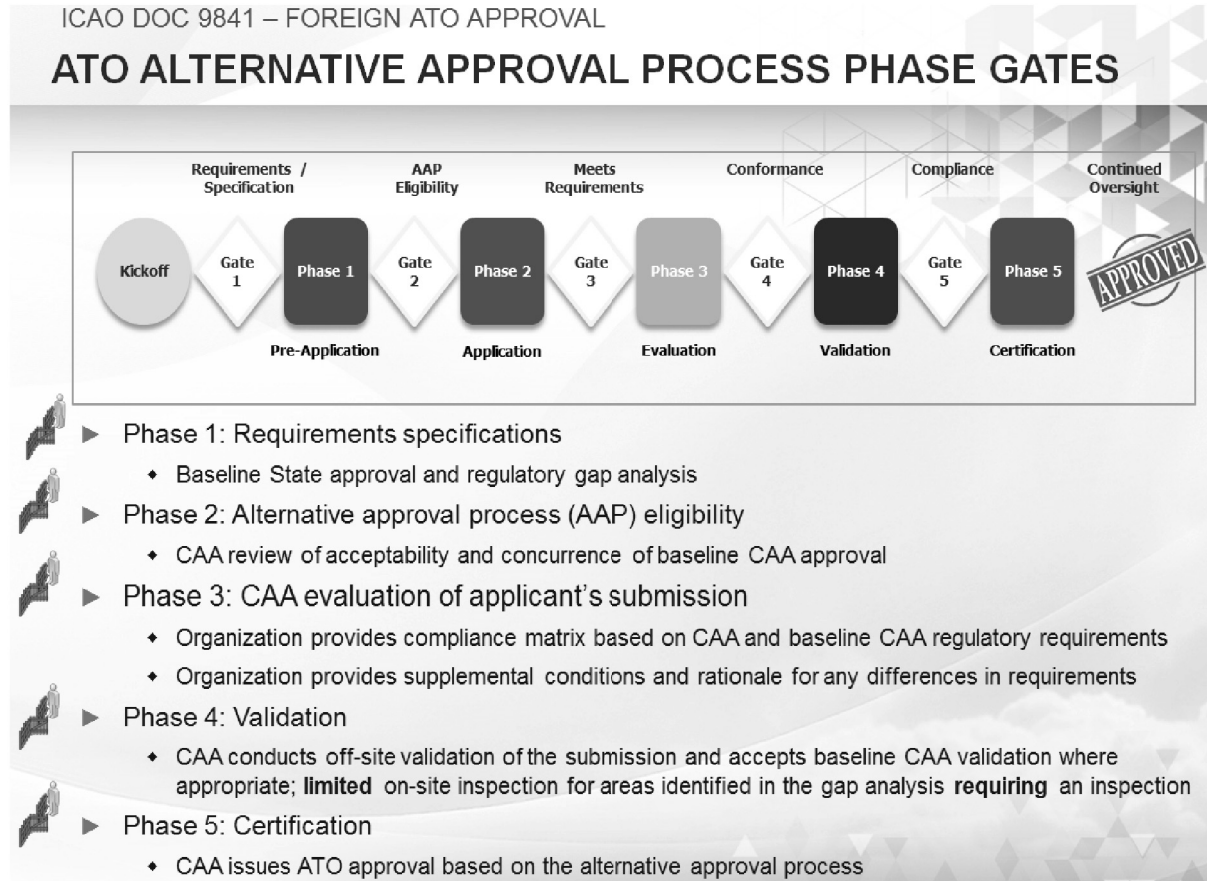 ICAO DOC 9841 – FOREIGN ATO APPROVAL
ATO ALTERNATIVE APPROVAL PROCESS PHASE GATES
Requirements /
Specification
AAP
Eligibility
Meets
Requirements
Conformance
Compliance
Continued
Oversight
Kickoff
Gate
1
Phase 1
Gate
2
Phase 2
Gate
3
Phase 3
Gate
4
Phase 4
Gate
5
Phase 5
APPROVED
Pre-Application
Application
Evaluation
Validation
Certification
► Phase 1: Requirements specifications
◆ Baseline State approval and regulatory gap analysis
► Phase 2: Alternative approval process (AAP) eligibility
◆ CAA review of acceptability and concurrence of baseline CAA approval
► Phase 3: CAA evaluation of applicant’s submission
◆ Organization provides compliance matrix based on CAA and baseline CAA regulatory requirements
◆ Organization provides supplemental conditions and rationale for any differences in requirements
► Phase 4: Validation
◆ CAA conducts off-site validation of the submission and accepts baseline CAA validation where
appropriate; limited on-site inspection for areas identified in the gap analysis requiring an inspection
► Phase 5: Certification
◆ CAA issues ATO approval based on the alternative approval process